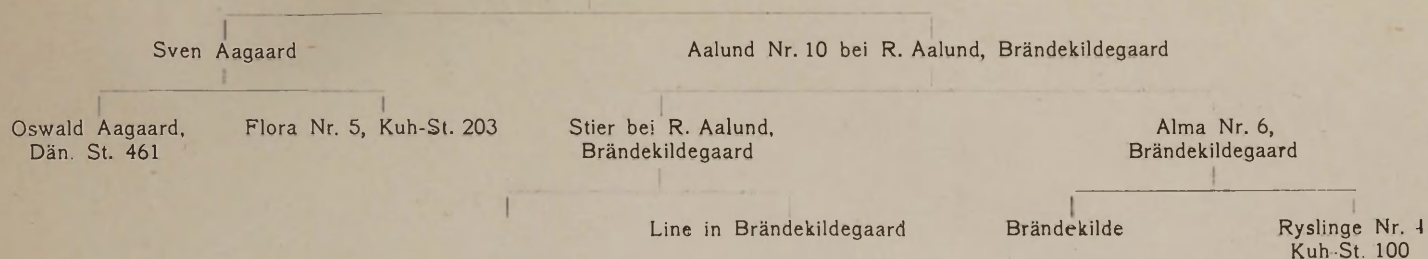 Sven Aagaard
Aalund Nr. 10 bei R. Aalund, Brändekildegaard
Oswald Aagaard,
Dän. St. 461
Flora Nr. 5, Kuh-St. 203
Stier bei R. Aalund,
Brändekildegaard
Alma Nr. 6,
Brändekildegaard
Line in Brändekildegaard
Brändekilde
Ryslinge Nr.
Kuh-St. 100